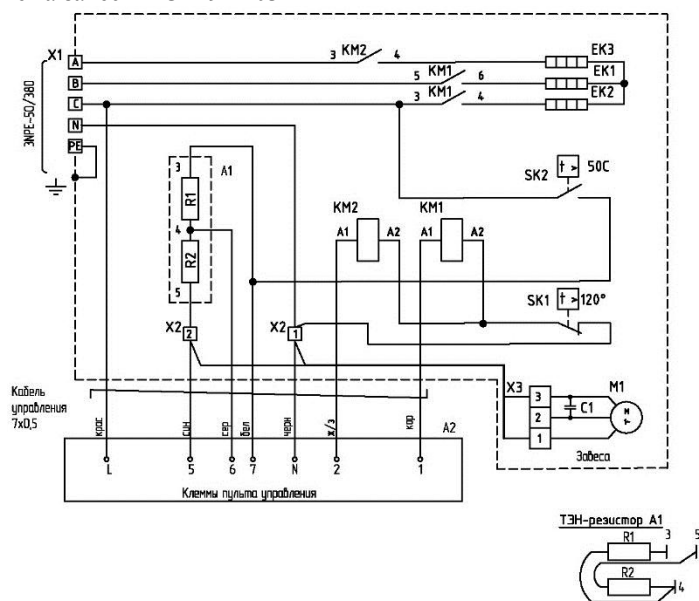 X1
A
B
C
N
PE
3NPE~50/380
3 KM2 4
5 KM1 6
3 KM1 4
EK3
EK1
EK2
SK2
50С
3
A1
R1
4
R2
5
KM2
A1 A2
KM1
A1 A2
SK1
120°
X2
2
X2
1
X3
3
2
1
C1
M1
Завеса
Кабель
управления
7х0,5
крас
син
сер
бел
черн
ж/з
кор
A2
L 5 6 7 N 2 1
Клеммы пульта управления
ТЭН-резистор А1
R1 3 5
R2 4